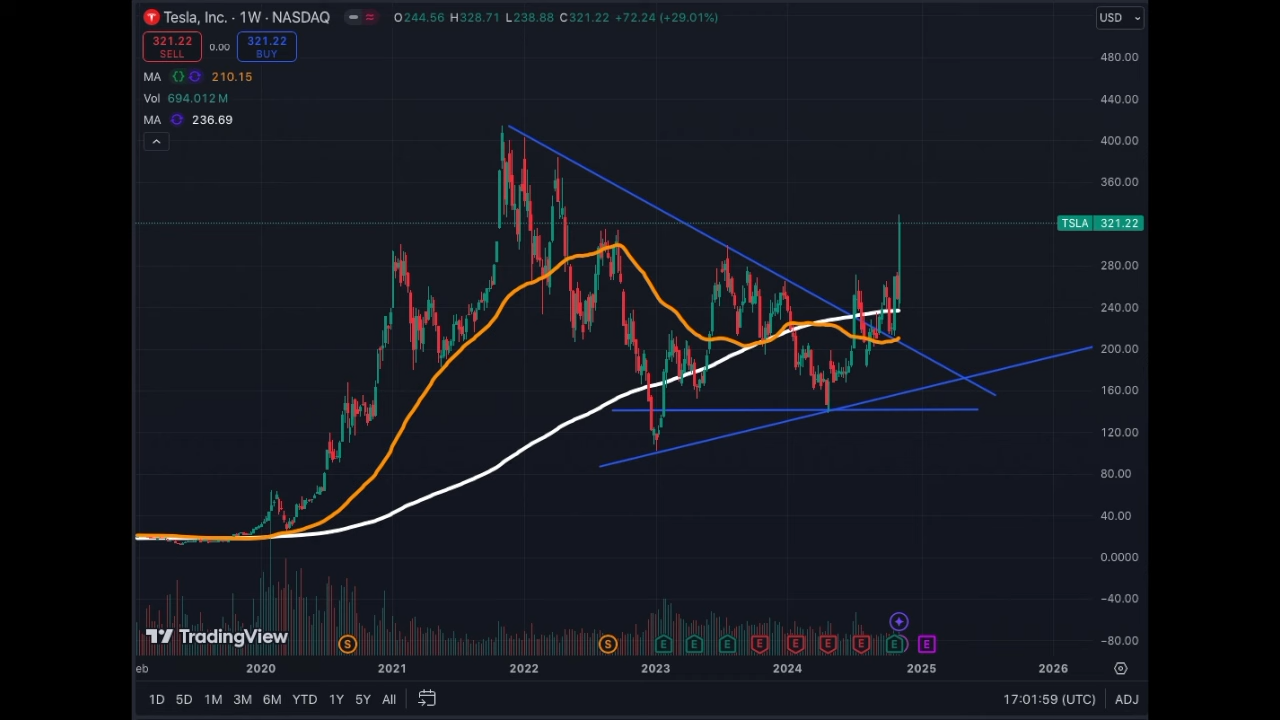 Tesla, Inc. · 1W · NASDAQ O244.56 H328.71 L238.88 C321.22 +72.24 (+29.01%) USD
321.22 0.00 321.22
SELL BUY
MA 210.15
Vol 694.012M
MA 236.69
480.00
440.00
400.00
360.00
TSLA 321.22
280.00
240.00
200.00
160.00
120.00
80.00
40.00
0.0000
−40.00
−80.00
TradingView
S S E E E E E E E E E
eb 2020 2021 2022 2023 2024 2025 2026
1D 5D 1M 3M 6M YTD 1Y 5Y All 17:01:59 (UTC) ADJ